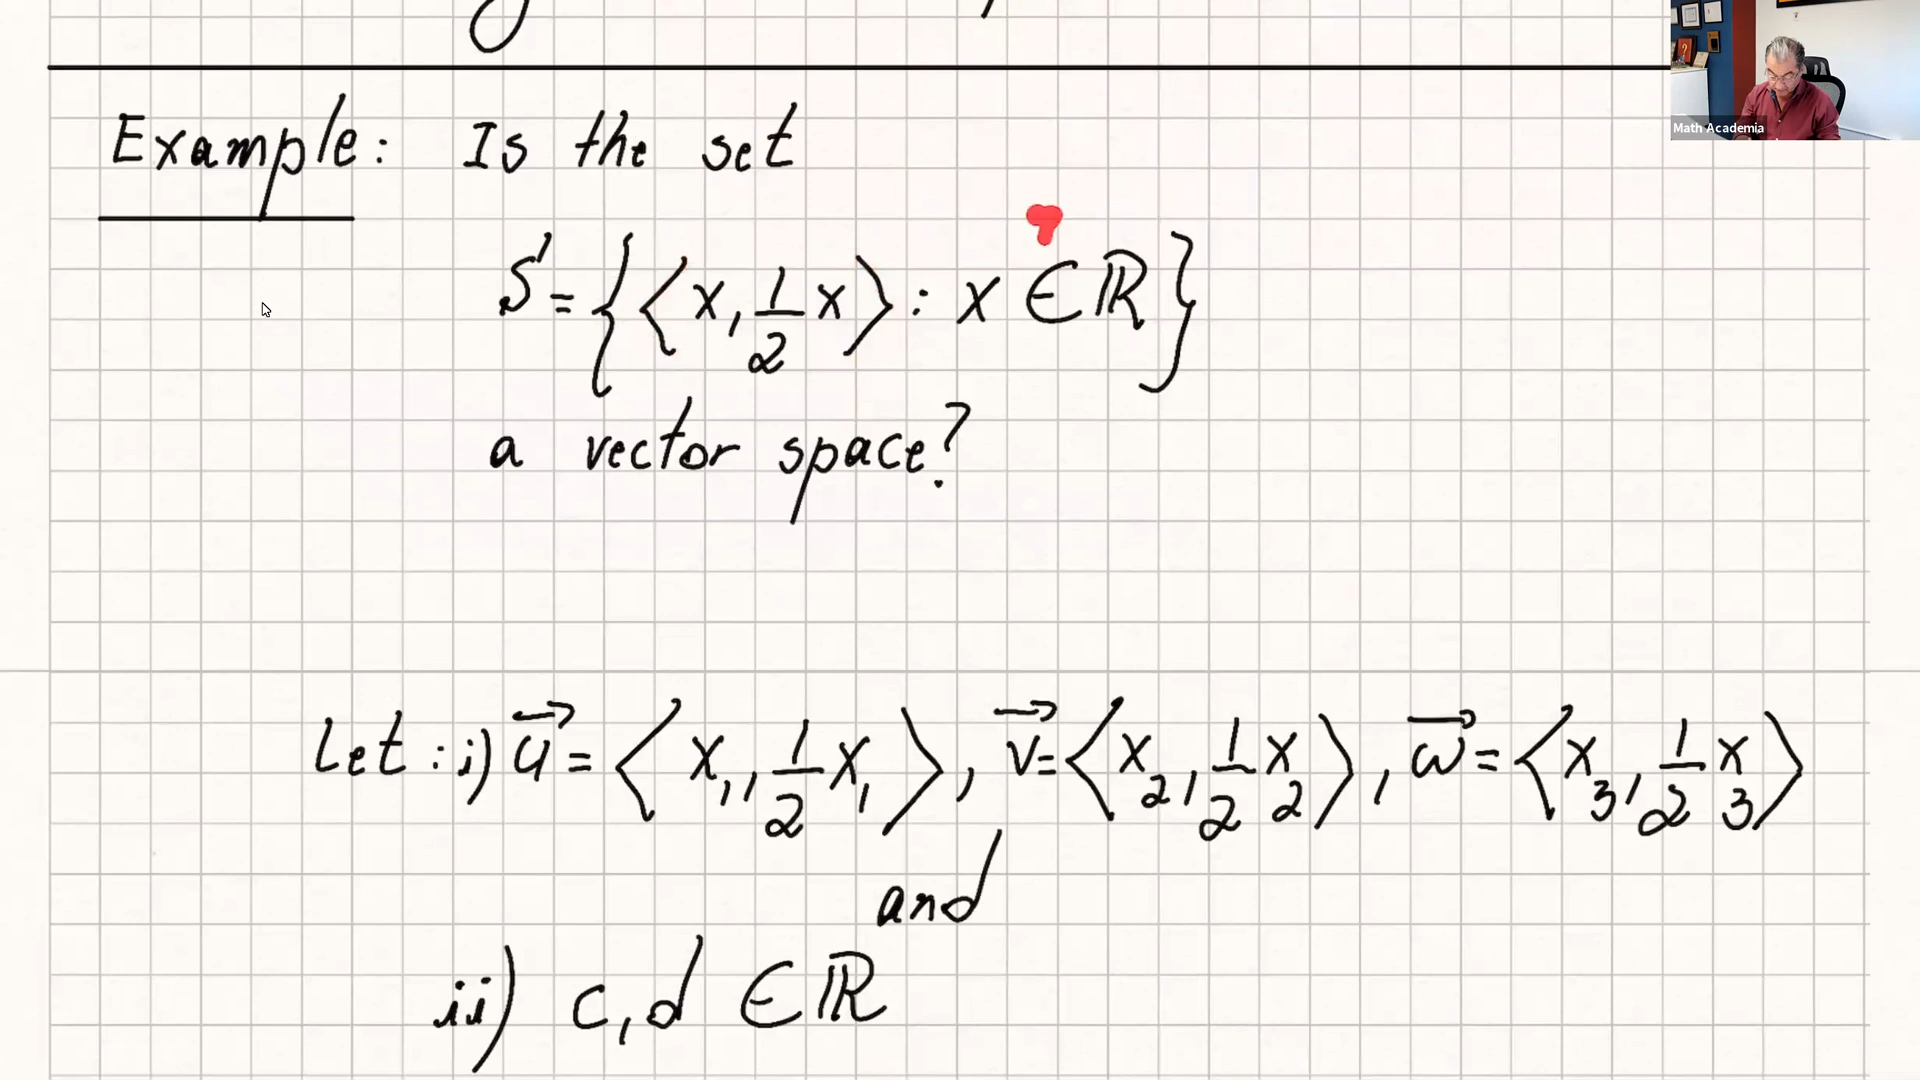 Example: Is the set
S = {⟨x, 1/2 x⟩ : x ∈ ℝ}
a vector space?
Let : i) u⃗ = ⟨x₁, 1/2 x₁⟩, v⃗ = ⟨x₂, 1/2 x₂⟩, w⃗ = ⟨x₃, 1/2 x₃⟩
and
ii) c, d ∈ ℝ
Math Academia